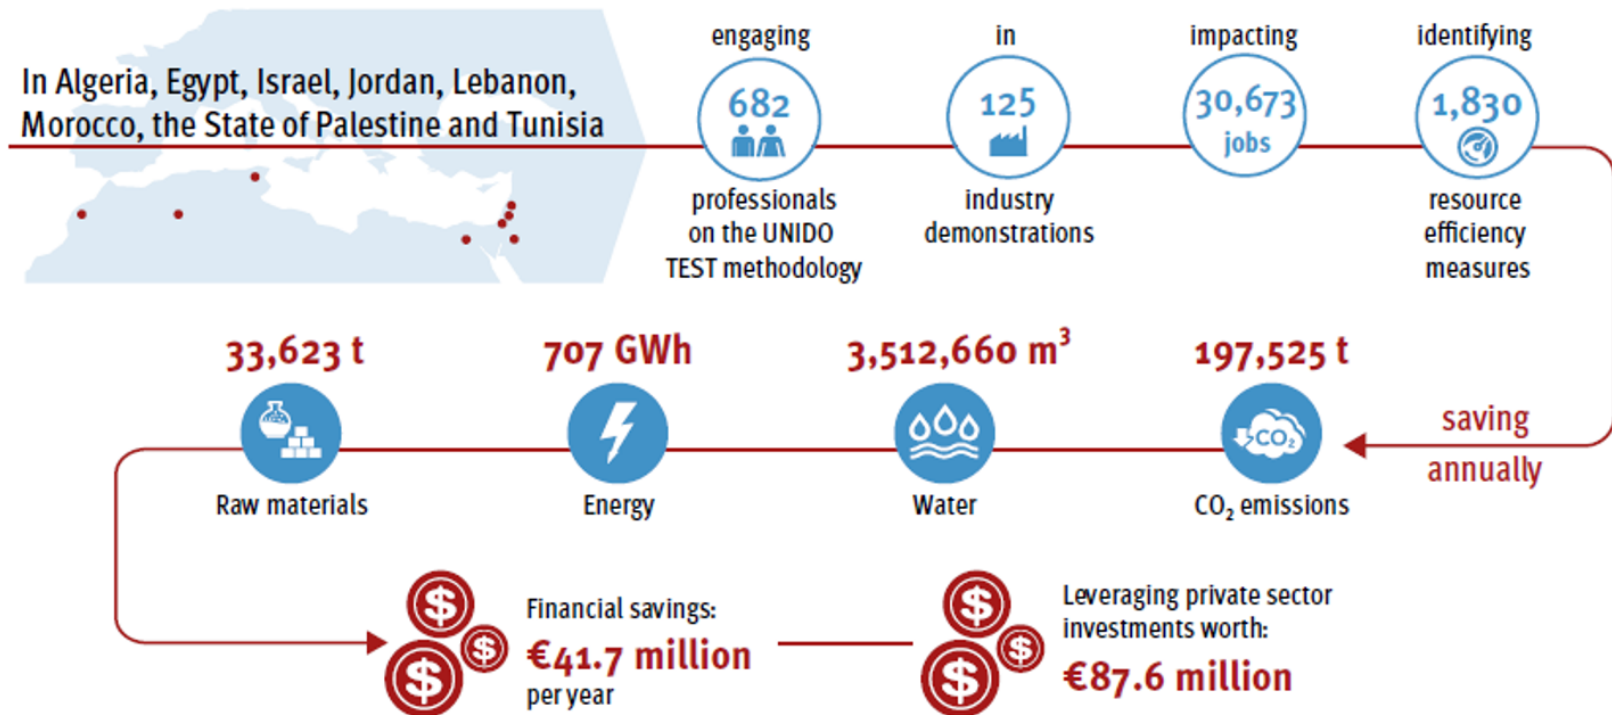 In Algeria, Egypt, Israel, Jordan, Lebanon,
Morocco, the State of Palestine and Tunisia
engaging
682
professionals
on the UNIDO
TEST methodology
in
125
industry
demonstrations
impacting
30,673
jobs
identifying
1,830
resource
efficiency
measures
saving
annually
197,525 t
CO₂
CO₂ emissions
3,512,660 m³
Water
707 GWh
Energy
33,623 t
Raw materials
$
$
$
Financial savings:
€41.7 million
per year
$
$
$
Leveraging private sector
investments worth:
€87.6 million